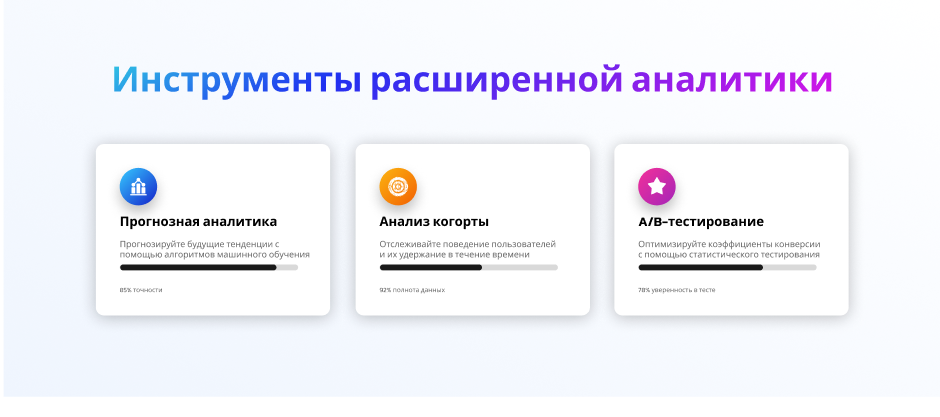 Инструменты расширенной аналитики
Прогнозная аналитика
Прогнозируйте будущие тенденции с
помощью алгоритмов машинного обучения
85% точности
Анализ когорты
Отслеживайте поведение пользователей
и их удержание в течение времени
92% полнота данных
A/B-тестирование
Оптимизируйте коэффициенты конверсии
с помощью статистического тестирования
78% уверенность в тесте